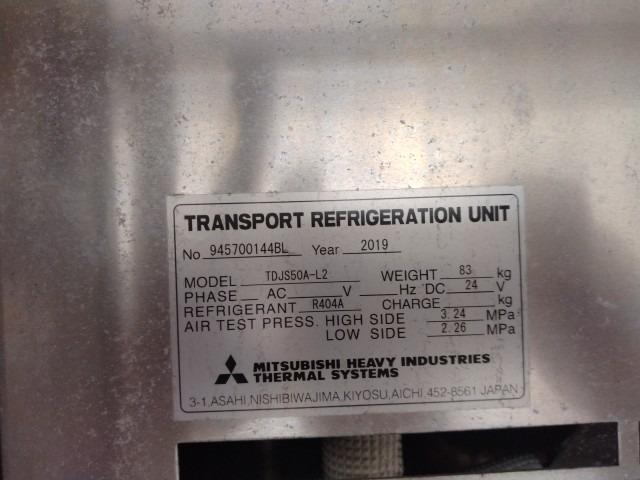 TRANSPORT REFRIGERATION UNIT
No 945700144BL Year 2019
MODEL TDJS50A-L2 WEIGHT 83 kg
PHASE AC V Hz DC 24 V
REFRIGERANT R404A CHARGE kg
AIR TEST PRESS. HIGH SIDE 3.24 MPa
LOW SIDE 2.26 MPa
MITSUBISHI HEAVY INDUSTRIES
THERMAL SYSTEMS
3-1,ASAHI,NISHIBIWAJIMA,KIYOSU,AICHI,452-8561 JAPAN